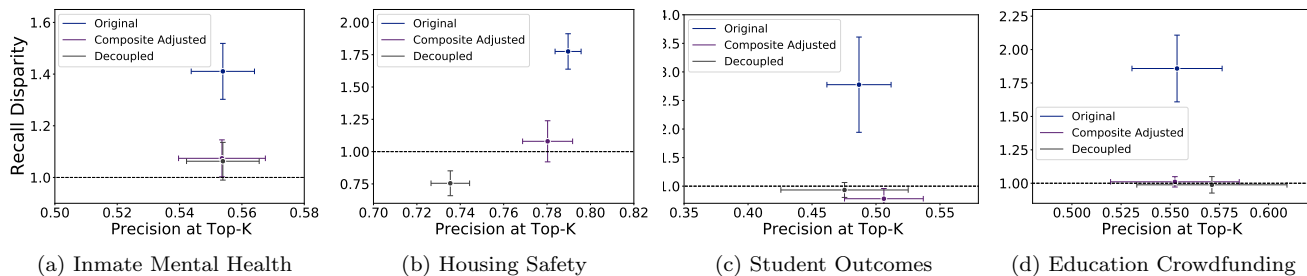 Recall Disparity
1.6
1.4
1.2
1.0
0.50 0.52 0.54 0.56 0.58
Original
Composite Adjusted
Decoupled
Precision at Top-K
(a) Inmate Mental Health
2.00
1.75
1.50
1.25
1.00
0.75
0.70 0.72 0.74 0.76 0.78 0.80 0.82
Original
Composite Adjusted
Decoupled
Precision at Top-K
(b) Housing Safety
4.0
3.5
3.0
2.5
2.0
1.5
1.0
0.35 0.40 0.45 0.50 0.55
Original
Composite Adjusted
Decoupled
Precision at Top-K
(c) Student Outcomes
2.25
2.00
1.75
1.50
1.25
1.00
0.500 0.525 0.550 0.575 0.600
Original
Composite Adjusted
Decoupled
Precision at Top-K
(d) Education Crowdfunding